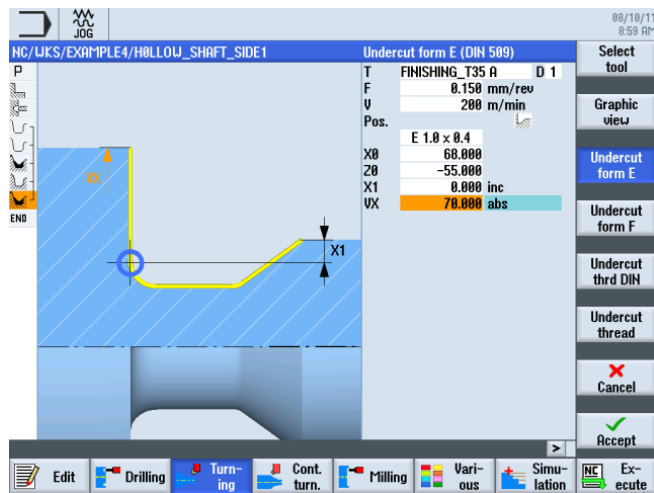 JOG
08/10/11
8:59 AM
NC/WKS/EXAMPLE4/HOLLOW_SHAFT_SIDE1
Undercut form E (DIN 509)
Select
tool
P
T FINISHING_T35 A D 1
F 0.150 mm/rev
V 200 m/min
Pos.
E 1.0 x 0.4
X0 68.000
Z0 -55.000
X1 0.000 inc
VX 70.000 abs
END
VX
X1
Graphic
view
Undercut
form E
Undercut
form F
Undercut
thrd DIN
Undercut
thread
Cancel
Accept
>
Edit
Drilling
Turn-
ing
Cont.
turn.
Milling
Vari-
ous
Simu-
lation
NC
Ex-
ecute